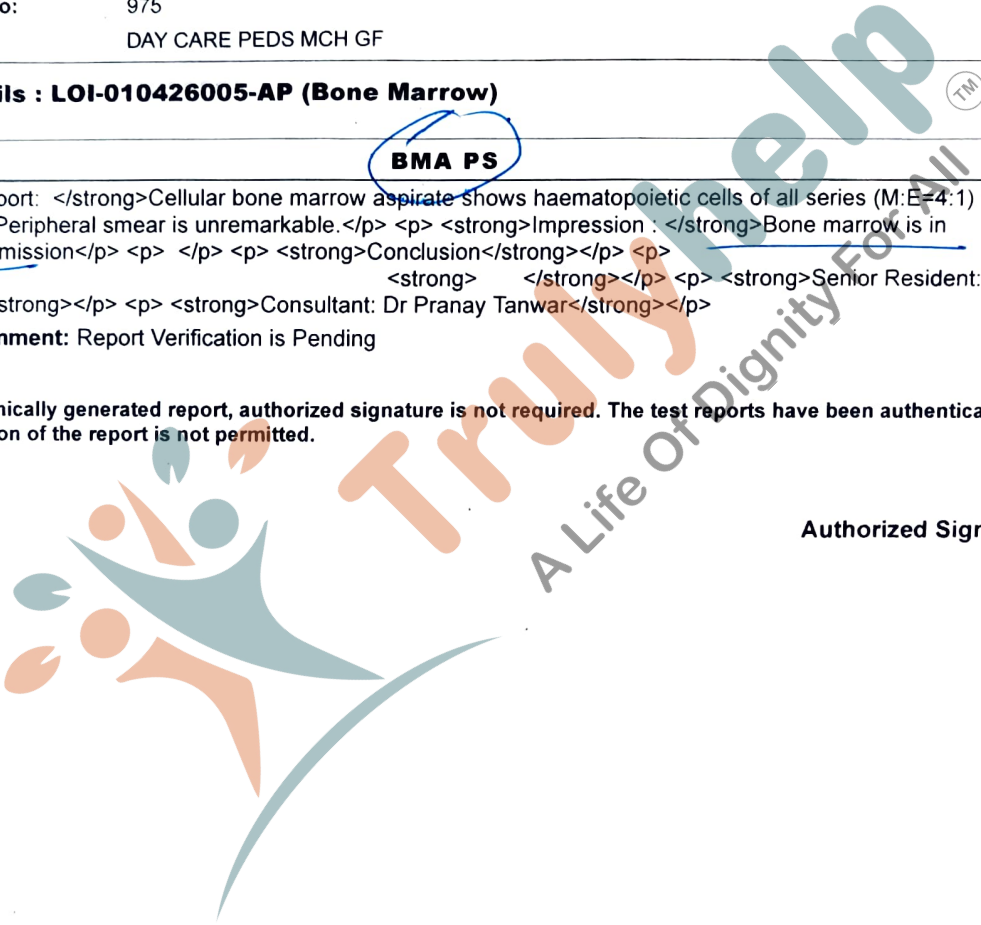 o: 975
DAY CARE PEDS MCH GF
ils : LOI-010426005-AP (Bone Marrow)
BMA PS
port: </strong>Cellular bone marrow aspirate shows haematopoietic cells of all series (M:E=4:1)
Peripheral smear is unremarkable.</p> <p> <strong>Impression : </strong>Bone marrow is in
mission</p> <p> </p> <p> <strong>Conclusion</strong></p> <p>
<strong> </strong></p> <p> <strong>Senior Resident:
strong></p> <p> <strong>Consultant: Dr Pranay Tanwar</strong></p>
nment: Report Verification is Pending
nically generated report, authorized signature is not required. The test reports have been authentica
on of the report is not permitted.
Authorized Sigr
Trulyhelp TM
A Life Of Dignity For All